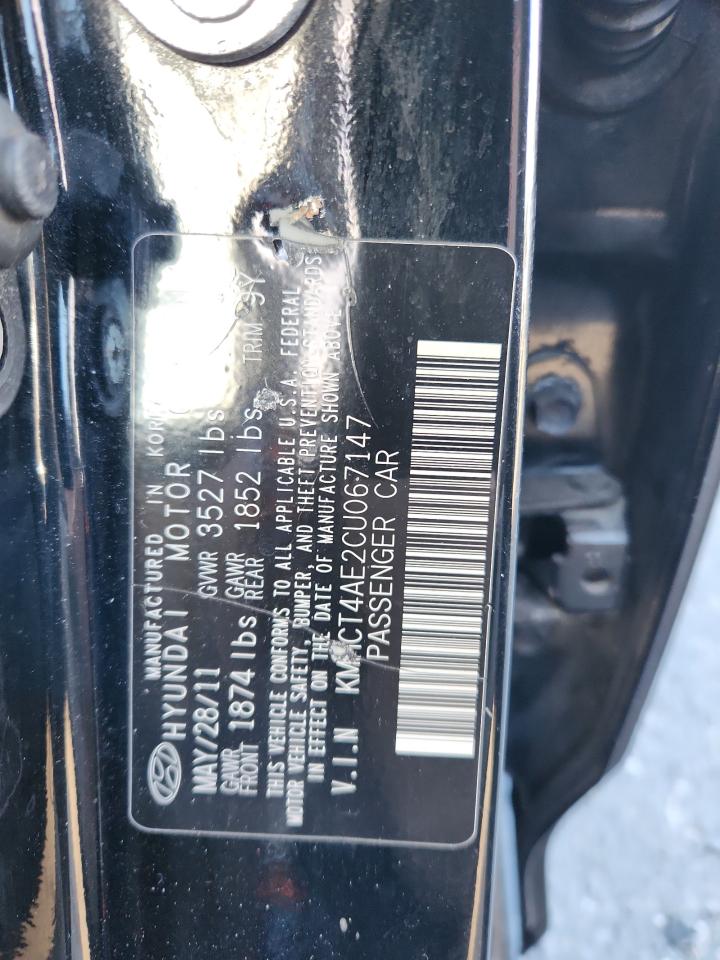 MANUFACTURED IN
HYUNDAI MOTOR
MAY/28/11 GVWR 3527 lbs
GAWR FRONT 1874 lbs GAWR REAR 1852 lbs TRIM 9Y
THIS VEHICLE CONFORMS TO ALL APPLICABLE U.S.A. FEDERAL
MOTOR VEHICLE SAFETY, BUMPER, AND THEFT PREVENTION STANDARDS
IN EFFECT ON THE DATE OF MANUFACTURE SHOWN ABOVE.
V.I.N KMHCT4AE2CU067147
PASSENGER CAR